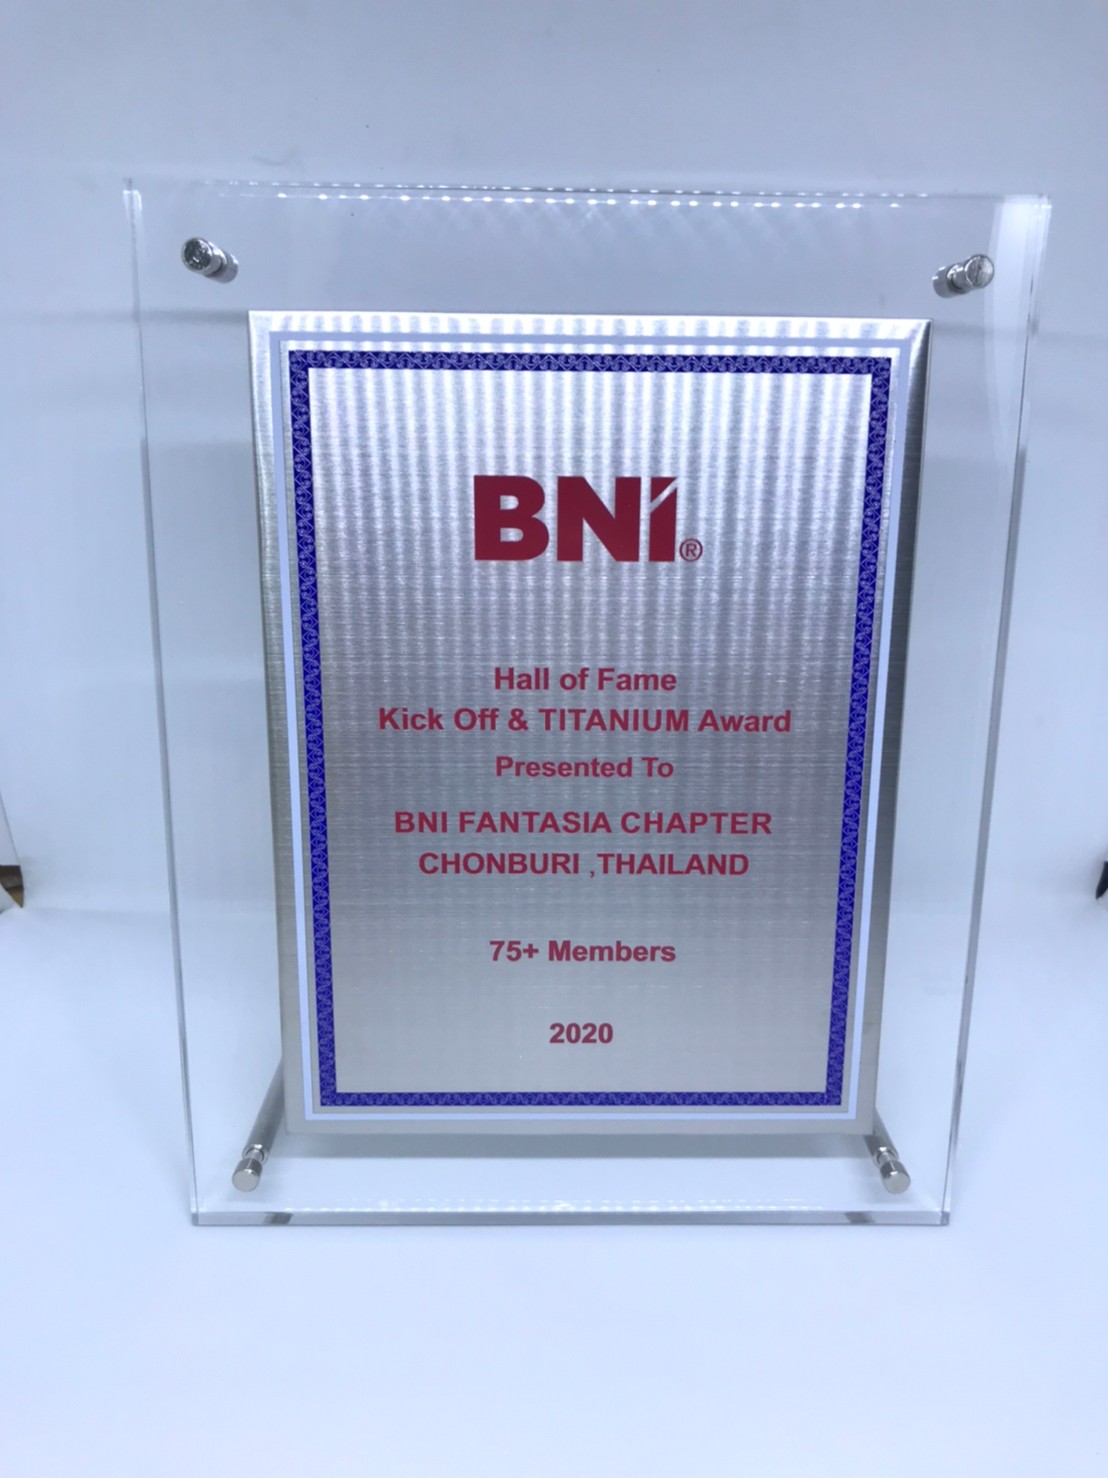 BNI®
Hall of Fame
Kick Off & TITANIUM Award
Presented To
BNI FANTASIA CHAPTER
CHONBURI ,THAILAND
75+ Members
2020